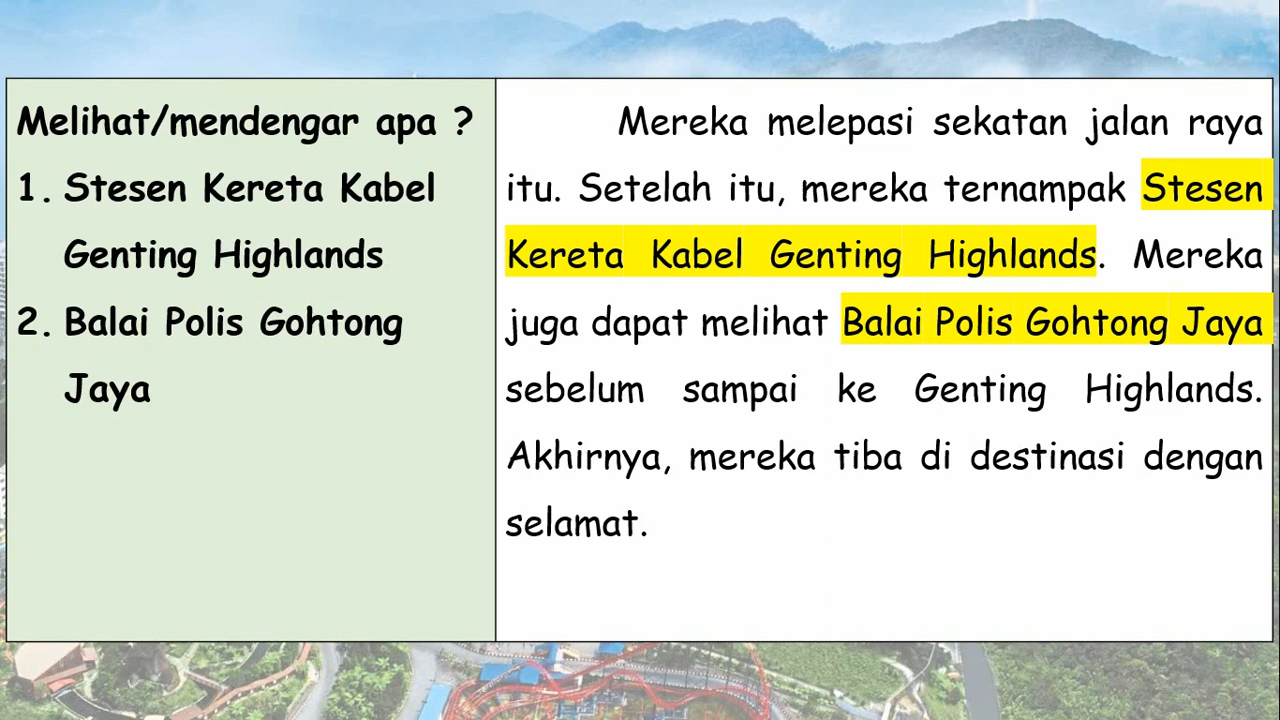 Melihat/mendengar apa ?
1. Stesen Kereta Kabel
Genting Highlands
2. Balai Polis Gohtong
Jaya
Mereka melepasi sekatan jalan raya
itu. Setelah itu, mereka ternampak Stesen
Kereta Kabel Genting Highlands. Mereka
juga dapat melihat Balai Polis Gohtong Jaya
sebelum sampai ke Genting Highlands.
Akhirnya, mereka tiba di destinasi dengan
selamat.